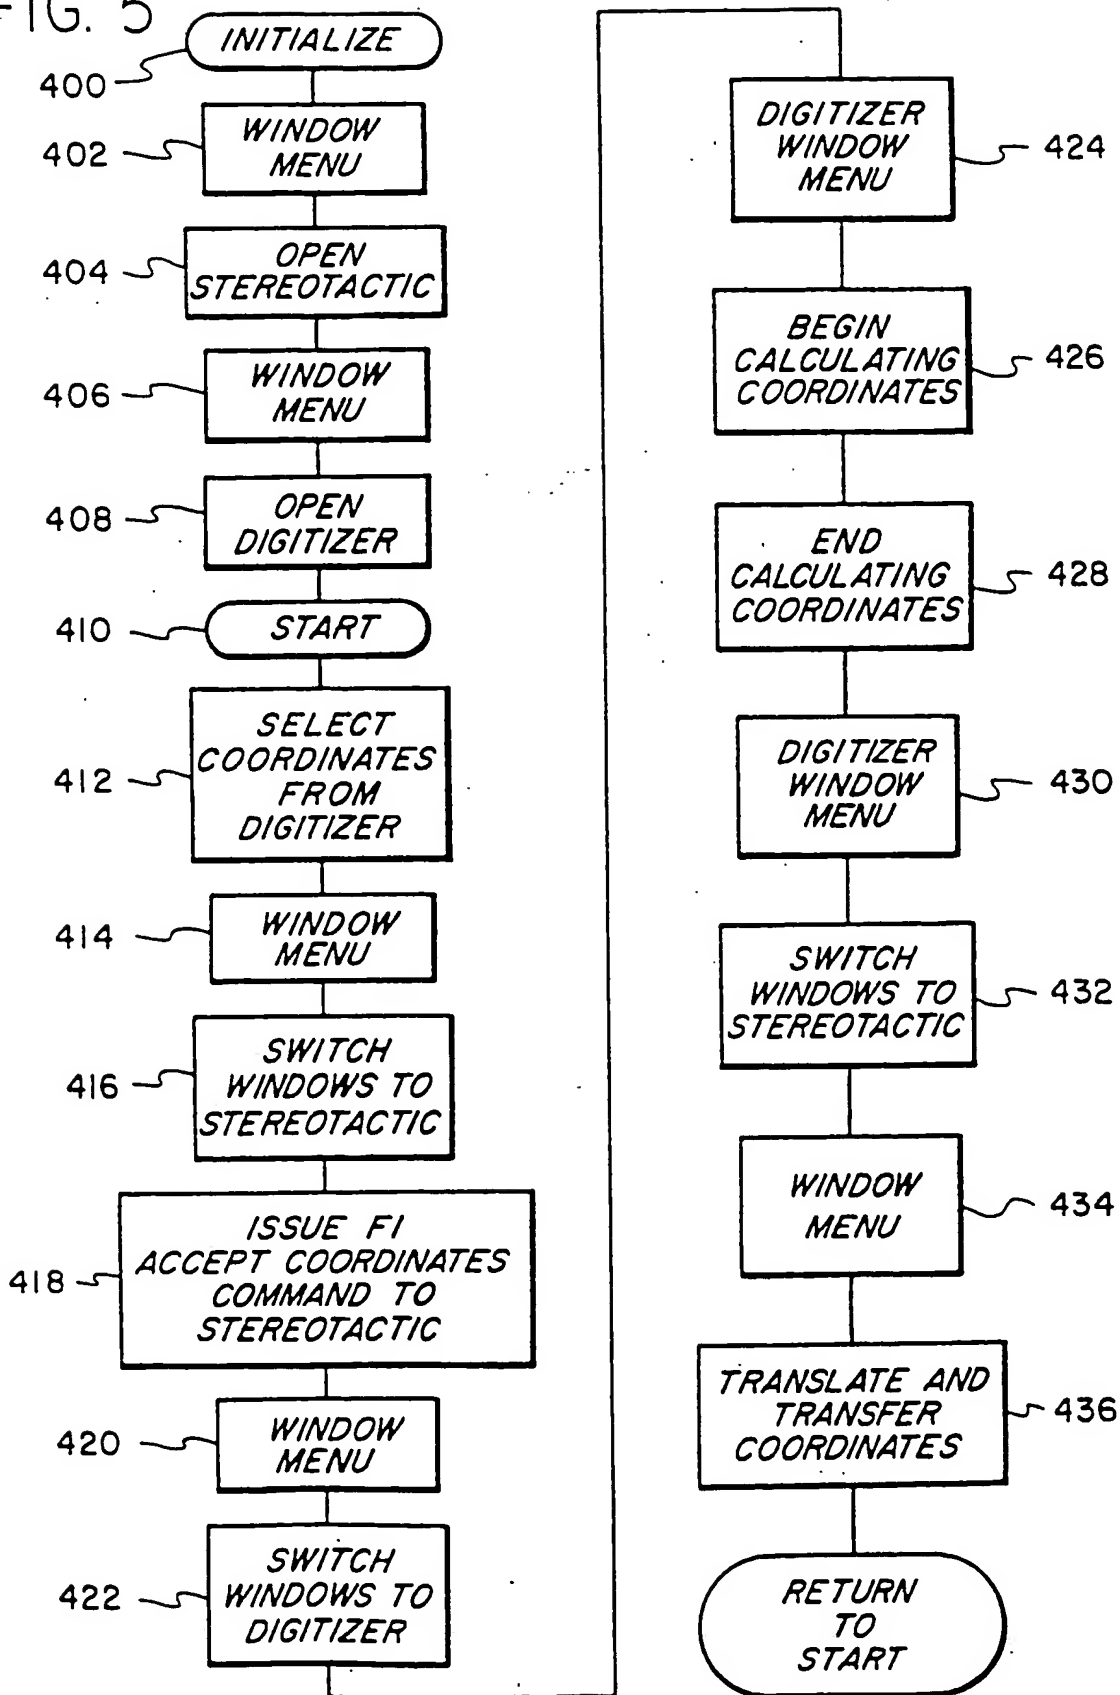 FIG. 5
INITIALIZE
400
WINDOW
MENU
402
OPEN
STEREOTACTIC
404
WINDOW
MENU
406
OPEN
DIGITIZER
408
START
410
SELECT
COORDINATES
FROM
DIGITIZER
412
WINDOW
MENU
414
SWITCH
WINDOWS TO
STEREOTACTIC
416
ISSUE F1
ACCEPT COORDINATES
COMMAND TO
STEREOTACTIC
418
WINDOW
MENU
420
SWITCH
WINDOWS TO
DIGITIZER
422
DIGITIZER
WINDOW
MENU
424
BEGIN
CALCULATING
COORDINATES
426
END
CALCULATING
COORDINATES
428
DIGITIZER
WINDOW
MENU
430
SWITCH
WINDOWS TO
STEREOTACTIC
432
WINDOW
MENU
434
TRANSLATE AND
TRANSFER
COORDINATES
436
RETURN
TO
START